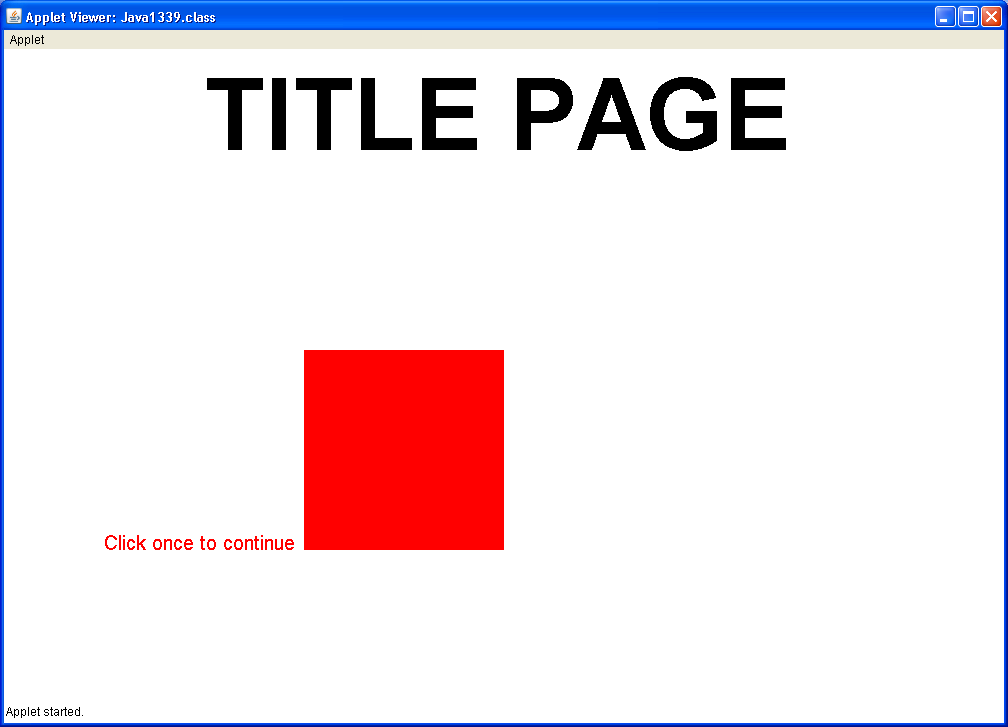 Applet Viewer: Java1339.class
Applet
TITLE PAGE
Click once to continue
Applet started.